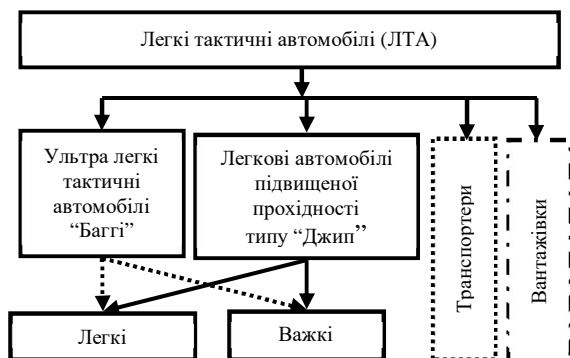 Легкі тактичні автомобілі (ЛТА)
Ультра легкі
тактичні
автомобілі
“Баггі”
Легкові автомобілі
підвищеної
прохідності
типу “Джип”
Транспортери
Вантажівки
Легкі
Важкі